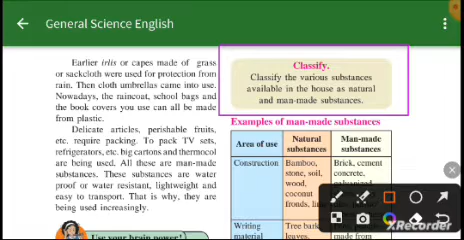 General Science English
Earlier irlis or capes made of grass
or sackcloth were used for protection from
rain. Then cloth umbrellas came into use.
Nowadays, the raincoat, school bags and
the book covers you use can all be made
from plastic.
Delicate articles, perishable fruits,
etc. require packing. To pack TV sets,
refrigerators, etc. big cartons and thermocol
are being used. All these are man-made
substances. These substances are water
proof or water resistant, lightweight and
easy to transport. That is why, they are
being used increasingly.
Use your brain power!
Classify.
Classify the various substances
available in the house as natural
and man-made substances.
Examples of man-made substances
Area of use
Natural
substances
Man-made
substances
Construction
Bamboo,
stone, soil,
wood,
coconut
fronds,
Brick, cement
concrete,
Writing
material
Tree bark
leaves,
made from
XRecorder